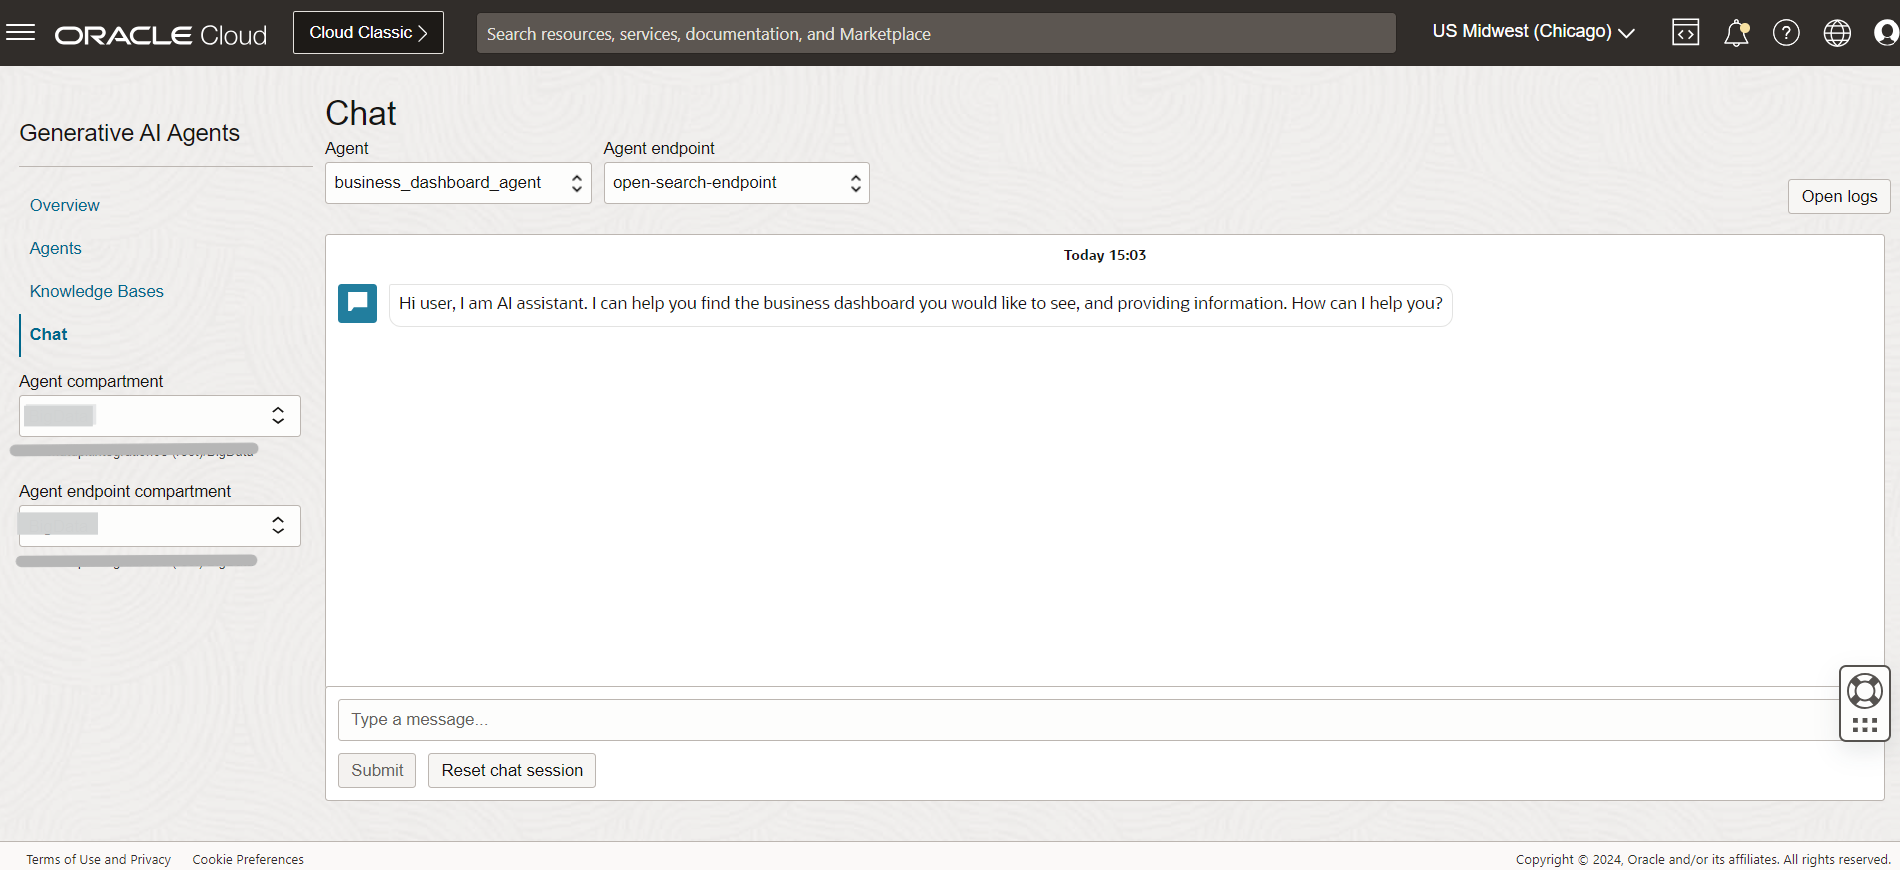 ORACLE Cloud
Cloud Classic
Search resources, services, documentation, and Marketplace
US Midwest (Chicago)
Generative AI Agents
Overview
Agents
Knowledge Bases
Chat
Agent compartment
Agent endpoint compartment
Chat
Agent
Agent endpoint
business_dashboard_agent
open-search-endpoint
Open logs
Today 15:03
Hi user, I am AI assistant. I can help you find the business dashboard you would like to see, and providing information. How can I help you?
Type a message...
Submit
Reset chat session
Terms of Use and Privacy
Cookie Preferences
Copyright © 2024, Oracle and/or its affiliates. All rights reserved.